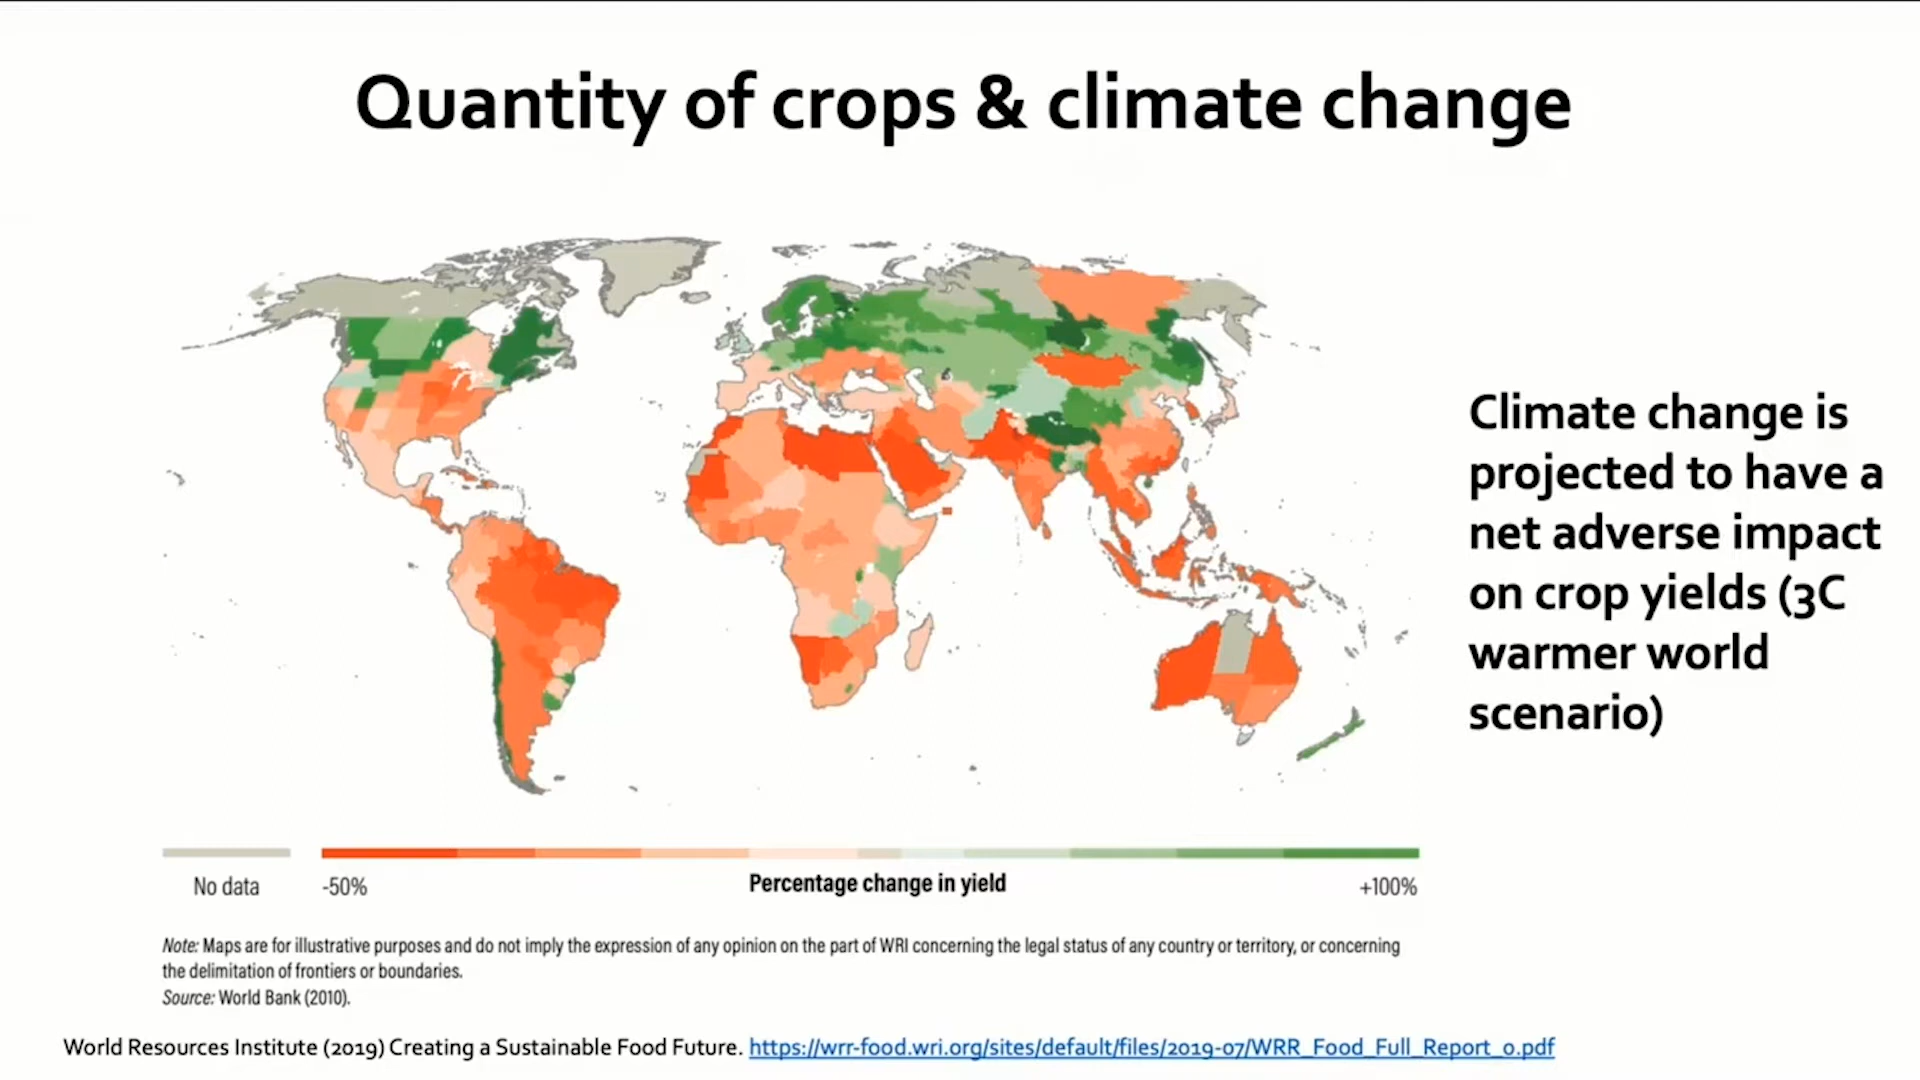 Quantity of crops & climate change
Climate change is
projected to have a
net adverse impact
on crop yields (3C
warmer world
scenario)
No data
-50%
Percentage change in yield
+100%
Note: Maps are for illustrative purposes and do not imply the expression of any opinion on the part of WRI concerning the legal status of any country or territory, or concerning
the delimitation of frontiers or boundaries.
Source: World Bank (2010).
World Resources Institute (2019) Creating a Sustainable Food Future. https://wrr-food.wri.org/sites/default/files/2019-07/WRR_Food_Full_Report_0.pdf